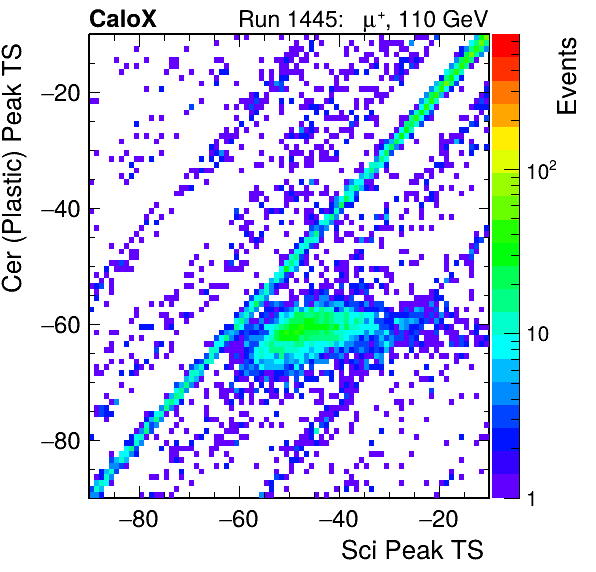 CaloX Run 1445: μ⁺, 110 GeV
Events
Cer (Plastic) Peak TS
−20
−40
−60
−80
10²
10
1
−80 −60 −40 −20
Sci Peak TS